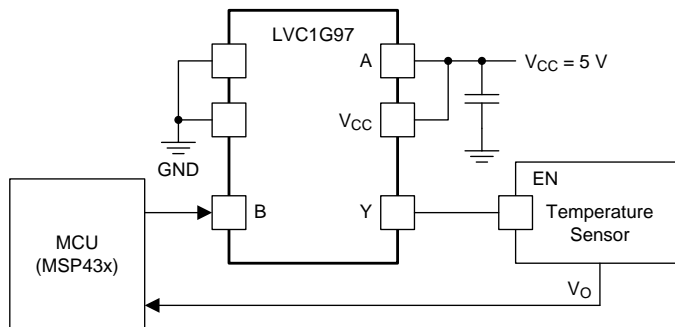 LVC1G97
A
V_CC = 5 V
V_CC
GND
B
Y
EN
Temperature
Sensor
MCU
(MSP43x)
V_O